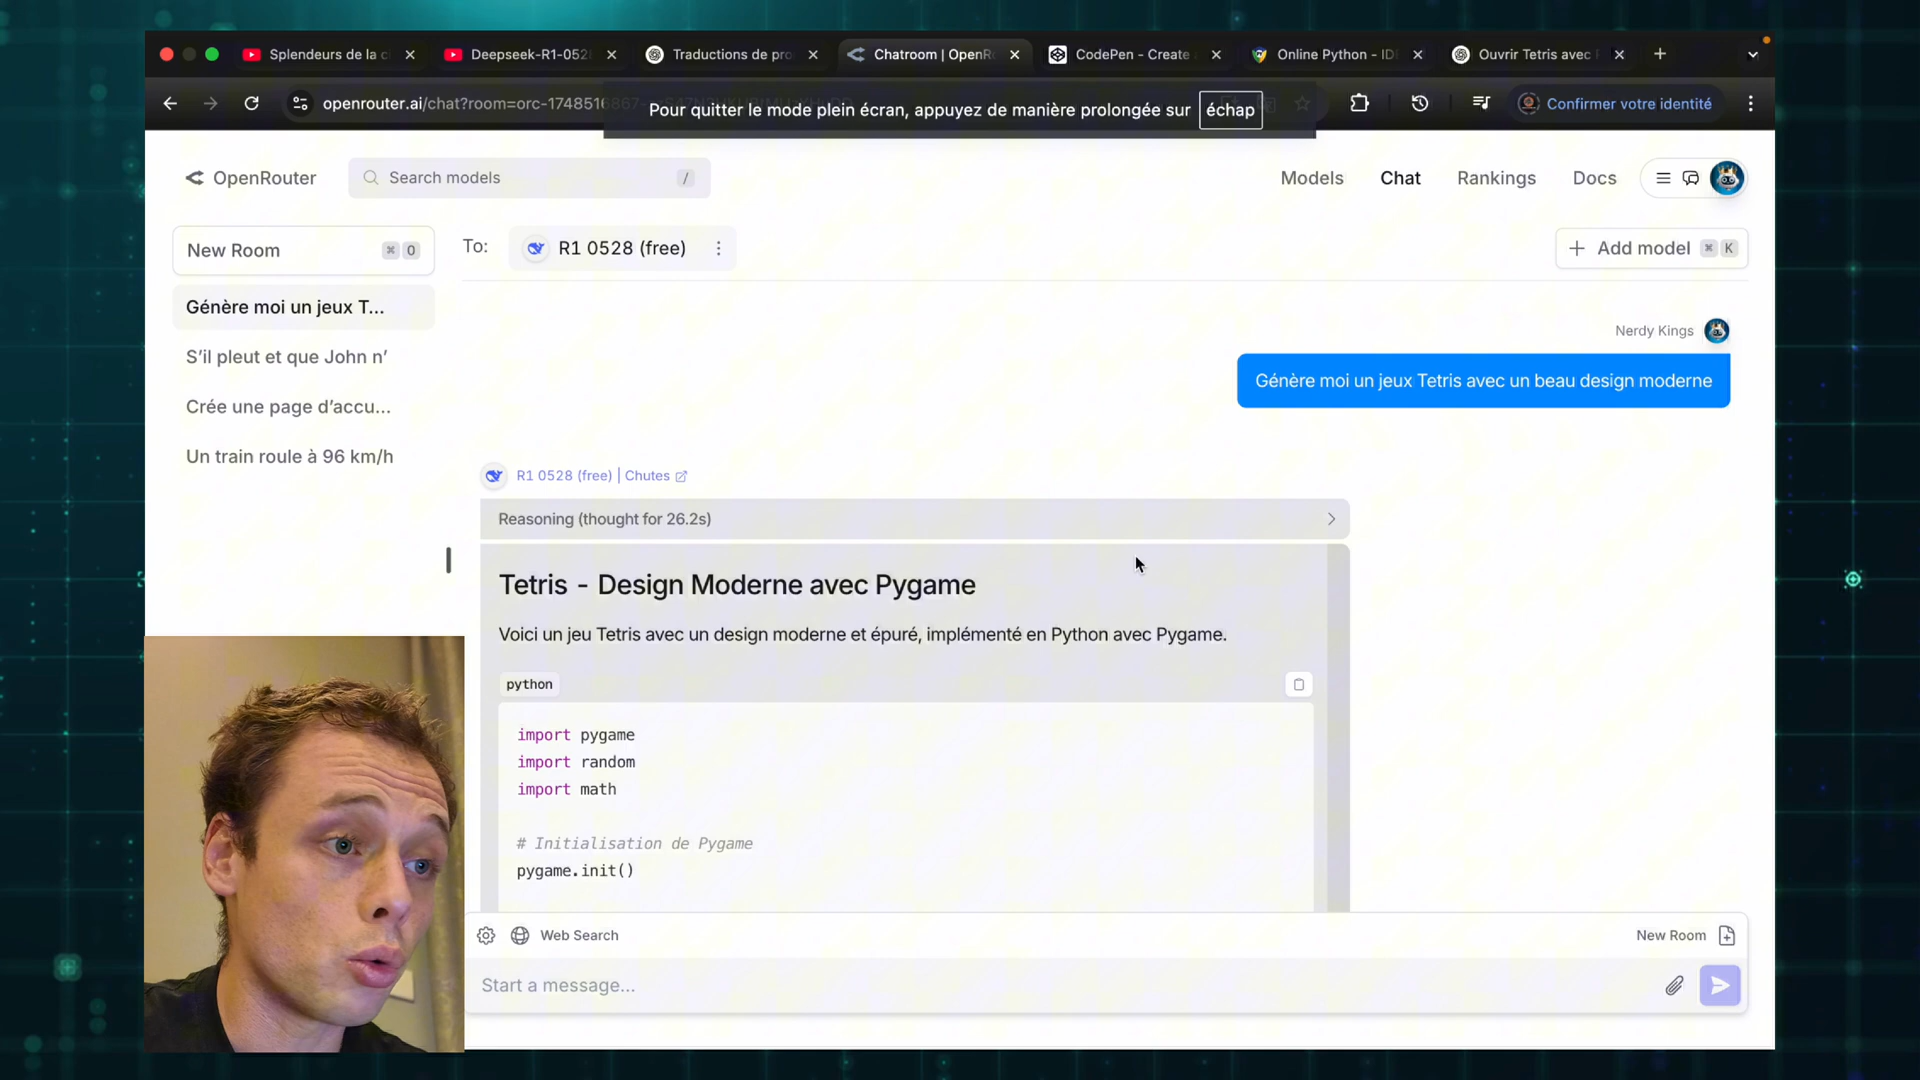 Splendeurs de la c
Deepseek-R1-052
Traductions de pro
Chatroom | OpenR
CodePen - Create
Online Python - ID
Ouvrir Tetris avec
openrouter.ai/chat?room=orc-1748516867-
Pour quitter le mode plein écran, appuyez de manière prolongée sur échap
Confirmer votre identité
OpenRouter
Search models /
Models
Chat
Rankings
Docs
New Room ⌘ O
To: R1 0528 (free)
+ Add model ⌘ K
Génère moi un jeux T...
S'il pleut et que John n'
Crée une page d'accu...
Un train roule à 96 km/h
Nerdy Kings
Génère moi un jeux Tetris avec un beau design moderne
R1 0528 (free) | Chutes
Reasoning (thought for 26.2s)
Tetris - Design Moderne avec Pygame
Voici un jeu Tetris avec un design moderne et épuré, implémenté en Python avec Pygame.
python
import pygame
import random
import math
# Initialisation de Pygame
pygame.init()
Web Search
New Room
Start a message...